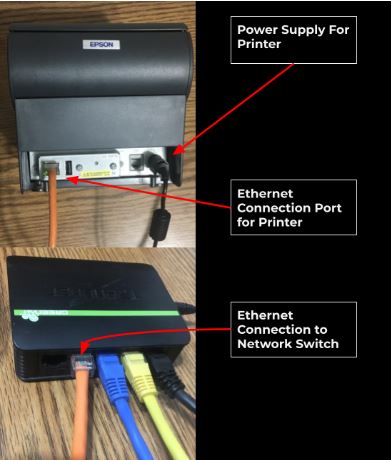 Power Supply For
Printer
EPSON
Ethernet
Connection Port
for Printer
Ethernet
Connection to
Network Switch